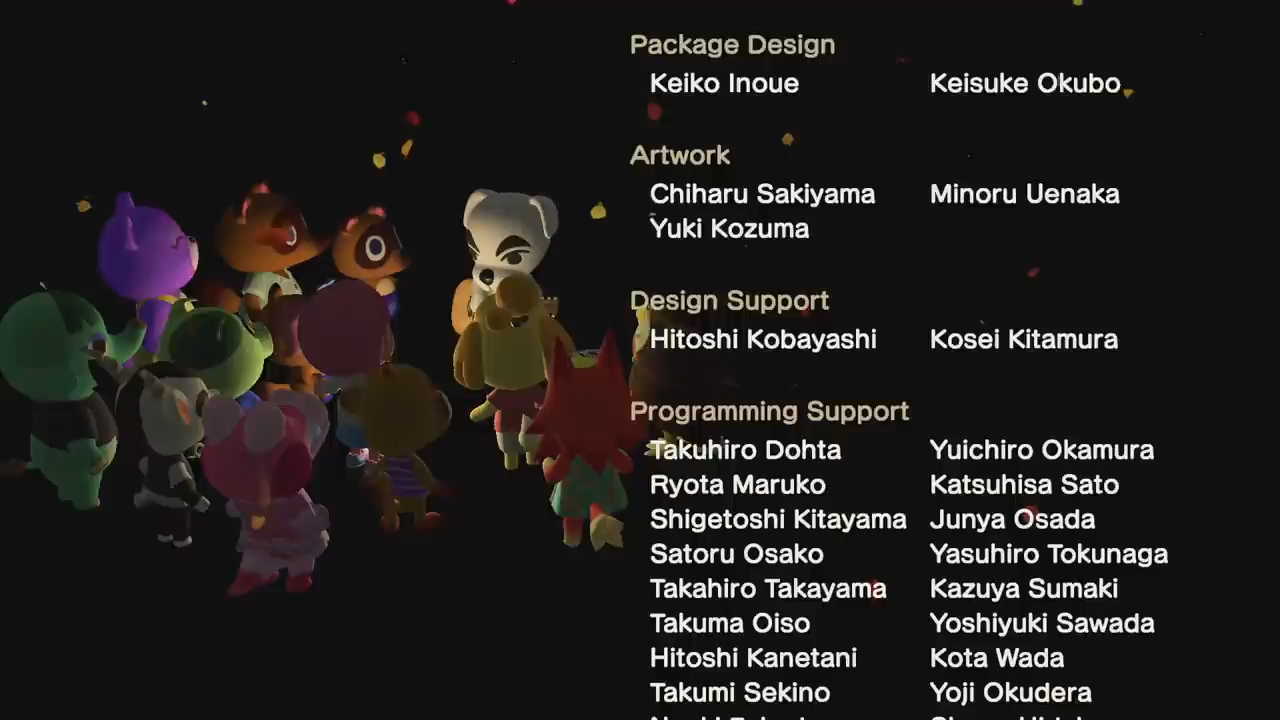 Package Design
Keiko Inoue Keisuke Okubo
Artwork
Chiharu Sakiyama Minoru Uenaka
Yuki Kozuma
Design Support
Hitoshi Kobayashi Kosei Kitamura
Programming Support
Takuhiro Dohta Yuichiro Okamura
Ryota Maruko Katsuhisa Sato
Shigetoshi Kitayama Junya Osada
Satoru Osako Yasuhiro Tokunaga
Takahiro Takayama Kazuya Sumaki
Takuma Oiso Yoshiyuki Sawada
Hitoshi Kanetani Kota Wada
Takumi Sekino Yoji Okudera